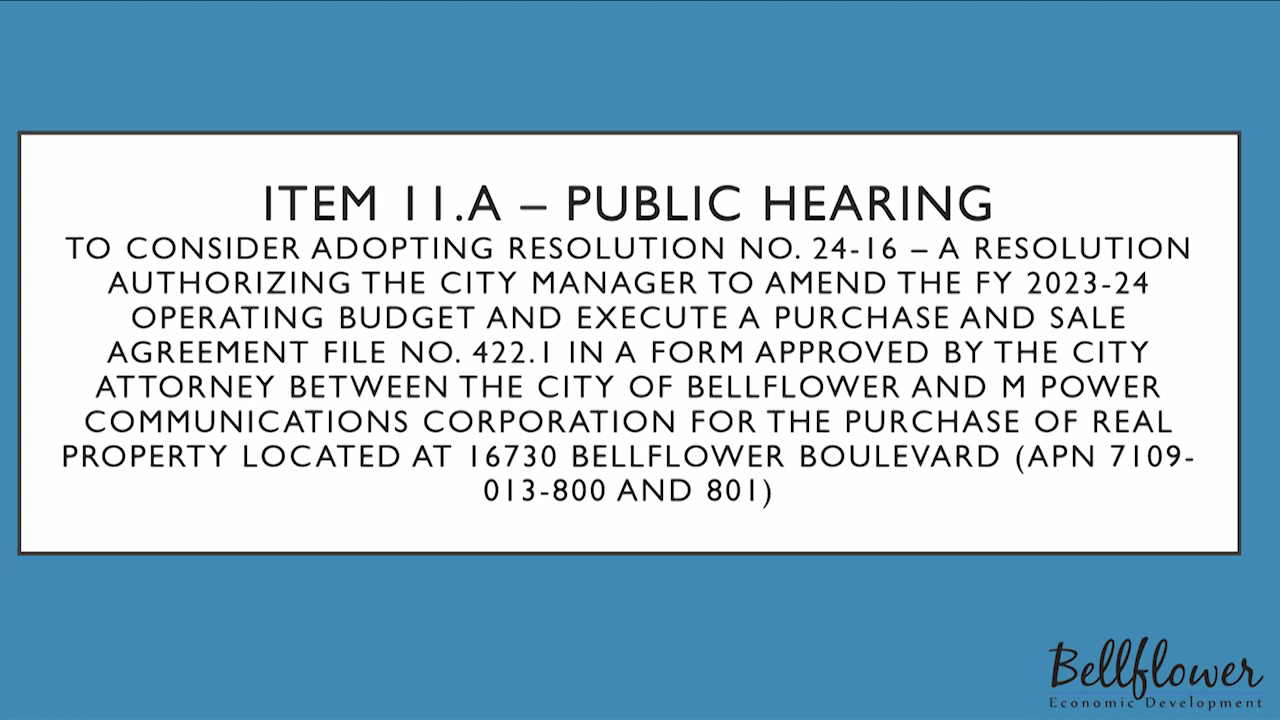 ITEM 11.A – PUBLIC HEARING
TO CONSIDER ADOPTING RESOLUTION NO. 24-16 – A RESOLUTION
AUTHORIZING THE CITY MANAGER TO AMEND THE FY 2023-24
OPERATING BUDGET AND EXECUTE A PURCHASE AND SALE
AGREEMENT FILE NO. 422.1 IN A FORM APPROVED BY THE CITY
ATTORNEY BETWEEN THE CITY OF BELLFLOWER AND M POWER
COMMUNICATIONS CORPORATION FOR THE PURCHASE OF REAL
PROPERTY LOCATED AT 16730 BELLFLOWER BOULEVARD (APN 7109-
013-800 AND 801)
Bellflower
Economic Development